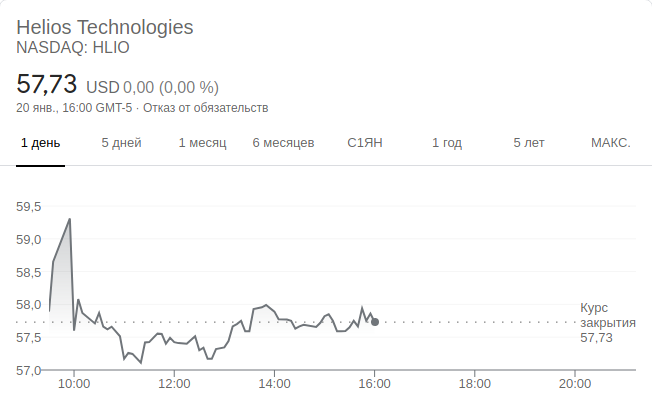 Helios Technologies
NASDAQ: HLIO
57,73 USD 0,00 (0,00 %)
20 янв., 16:00 GMT-5 · Отказ от обязательств
1 день 5 дней 1 месяц 6 месяцев С1ЯН 1 год 5 лет МАКС.
59,5
59,0
58,5
58,0
57,5
57,0
Курс
закрытия
57,73
10:00 12:00 14:00 16:00 18:00 20:00